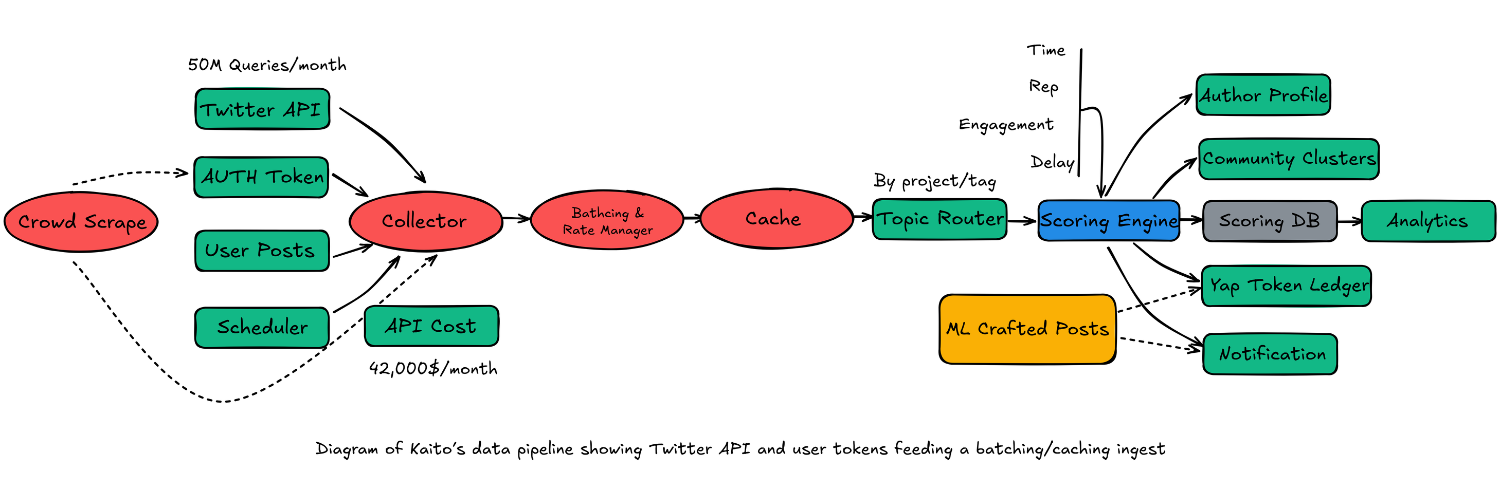 50M Queries/month
Twitter API
AUTH Token
Crowd Scrape
User Posts
Scheduler
Collector
API Cost
42,000$/month
Bathcing &
Rate Manager
Cache
By project/tag
Topic Router
Time
Rep
Engagement
Delay
Scoring Engine
ML Crafted Posts
Author Profile
Community Clusters
Scoring DB
Analytics
Yap Token Ledger
Notification
Diagram of Kaito's data pipeline showing Twitter API and user tokens feeding a batching/caching ingest